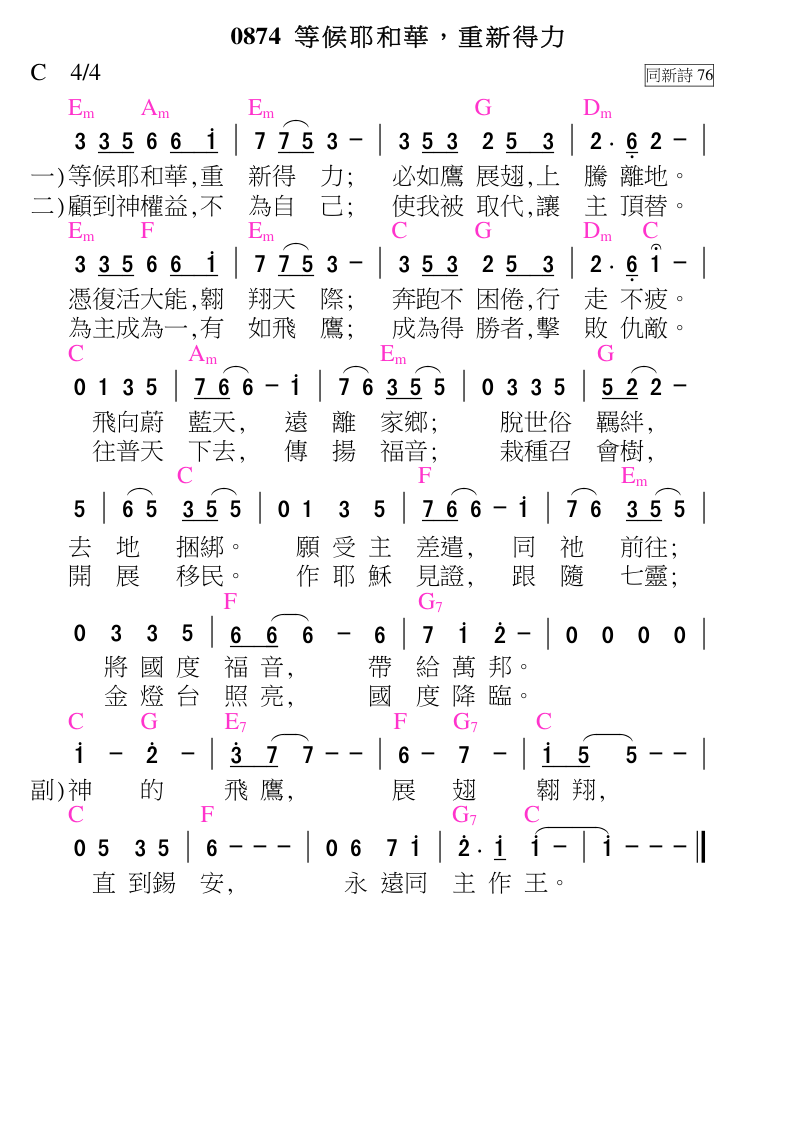 0874 等候耶和華，重新得力
C 4/4 同新詩 76
Em Am Em G Dm
3 3 5 6 6 i | 7 7 5 3 - | 3 5 3 2 5 3 | 2 · 6 2 - |
一)等候耶和華,重 新得 力; 必如鷹 展翅,上 騰 離地。
二)顧到神權益,不 為自 己; 使我被 取代,讓 主 頂替。
Em F Em C G Dm C
3 3 5 6 6 i | 7 7 5 3 - | 3 5 3 2 5 3 | 2 · 6 i - |
憑復活大能,翱 翔天 際; 奔跑不 困倦,行 走 不疲。
為主成為一,有 如飛 鷹; 成為得 勝者,擊 敗 仇敵。
C Am Em G
0 1 3 5 | 7 6 6 - i | 7 6 3 5 5 | 0 3 3 5 | 5 2 2 -
飛向蔚 藍天, 遠 離 家鄉; 脫世俗 羈絆,
往普天 下去, 傳 揚 福音; 栽種召 會樹,
C F Em
5 | 6 5 3 5 5 | 0 1 3 5 | 7 6 6 - i | 7 6 3 5 5 |
去 地 捆綁。 願 受 主 差遣, 同 祂 前往;
開 展 移民。 作 耶 穌 見證, 跟 隨 七靈;
F G7
0 3 3 5 | 6 6 6 - 6 | 7 i 2 - | 0 0 0 0 |
將 國 度 福 音, 帶 給 萬 邦。
金 燈 台 照 亮, 國 度 降 臨。
C G E7 F G7 C
i - 2 - | 3 7 7 - - | 6 - 7 - | i 5 5 - - |
副)神 的 飛 鷹, 展 翅 翱 翔,
C F G7 C
0 5 3 5 | 6 - - - | 0 6 7 i | 2 · i i - | i - - - ‖
直 到錫 安, 永 遠同 主 作 王。